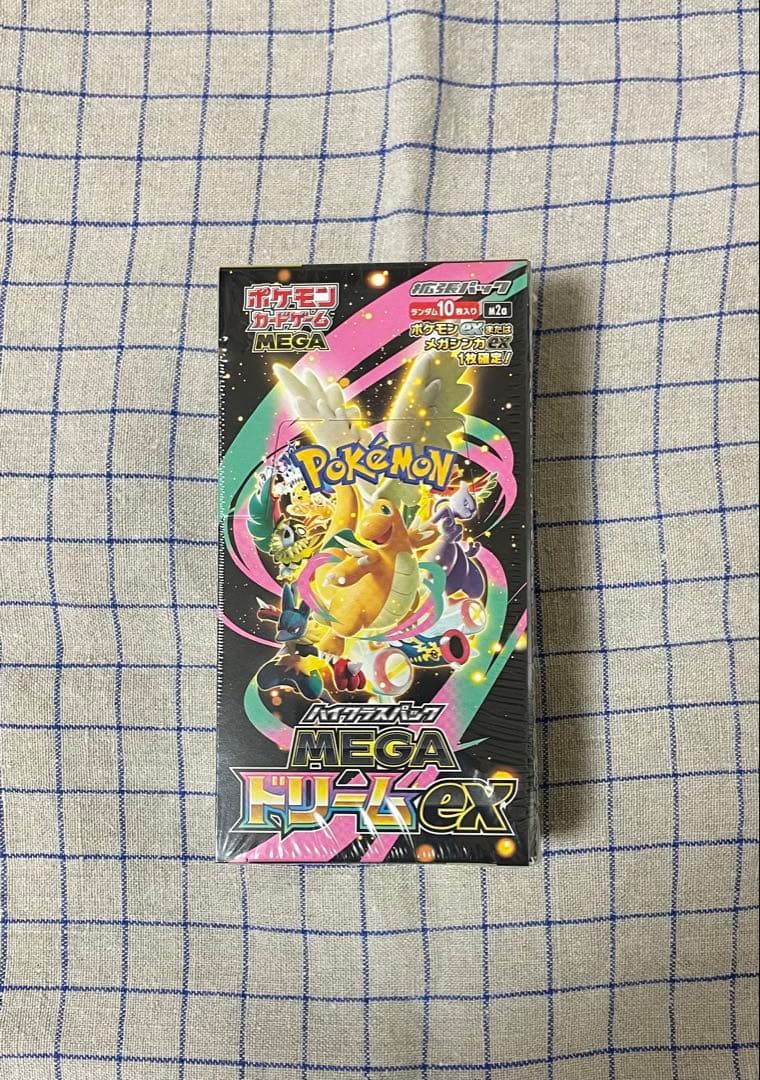 ポケモン
カードゲーム
MEGA
拡張パック
ランダム10枚入り M2a
ポケモンexまたは
メガシンカex
1枚確定!
POKéMON
ハイクラスパック
MEGA
ドリームex